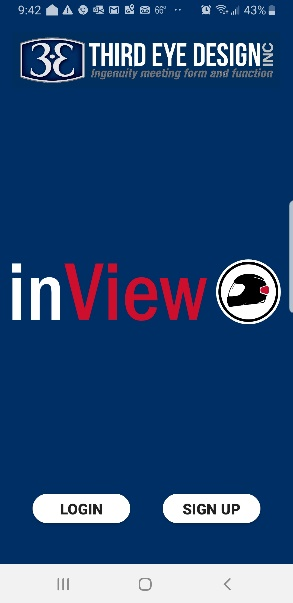 9:42 66° 43%
3E THIRD EYE DESIGN INC
Ingenuity meeting form and function
inView
LOGIN SIGN UP